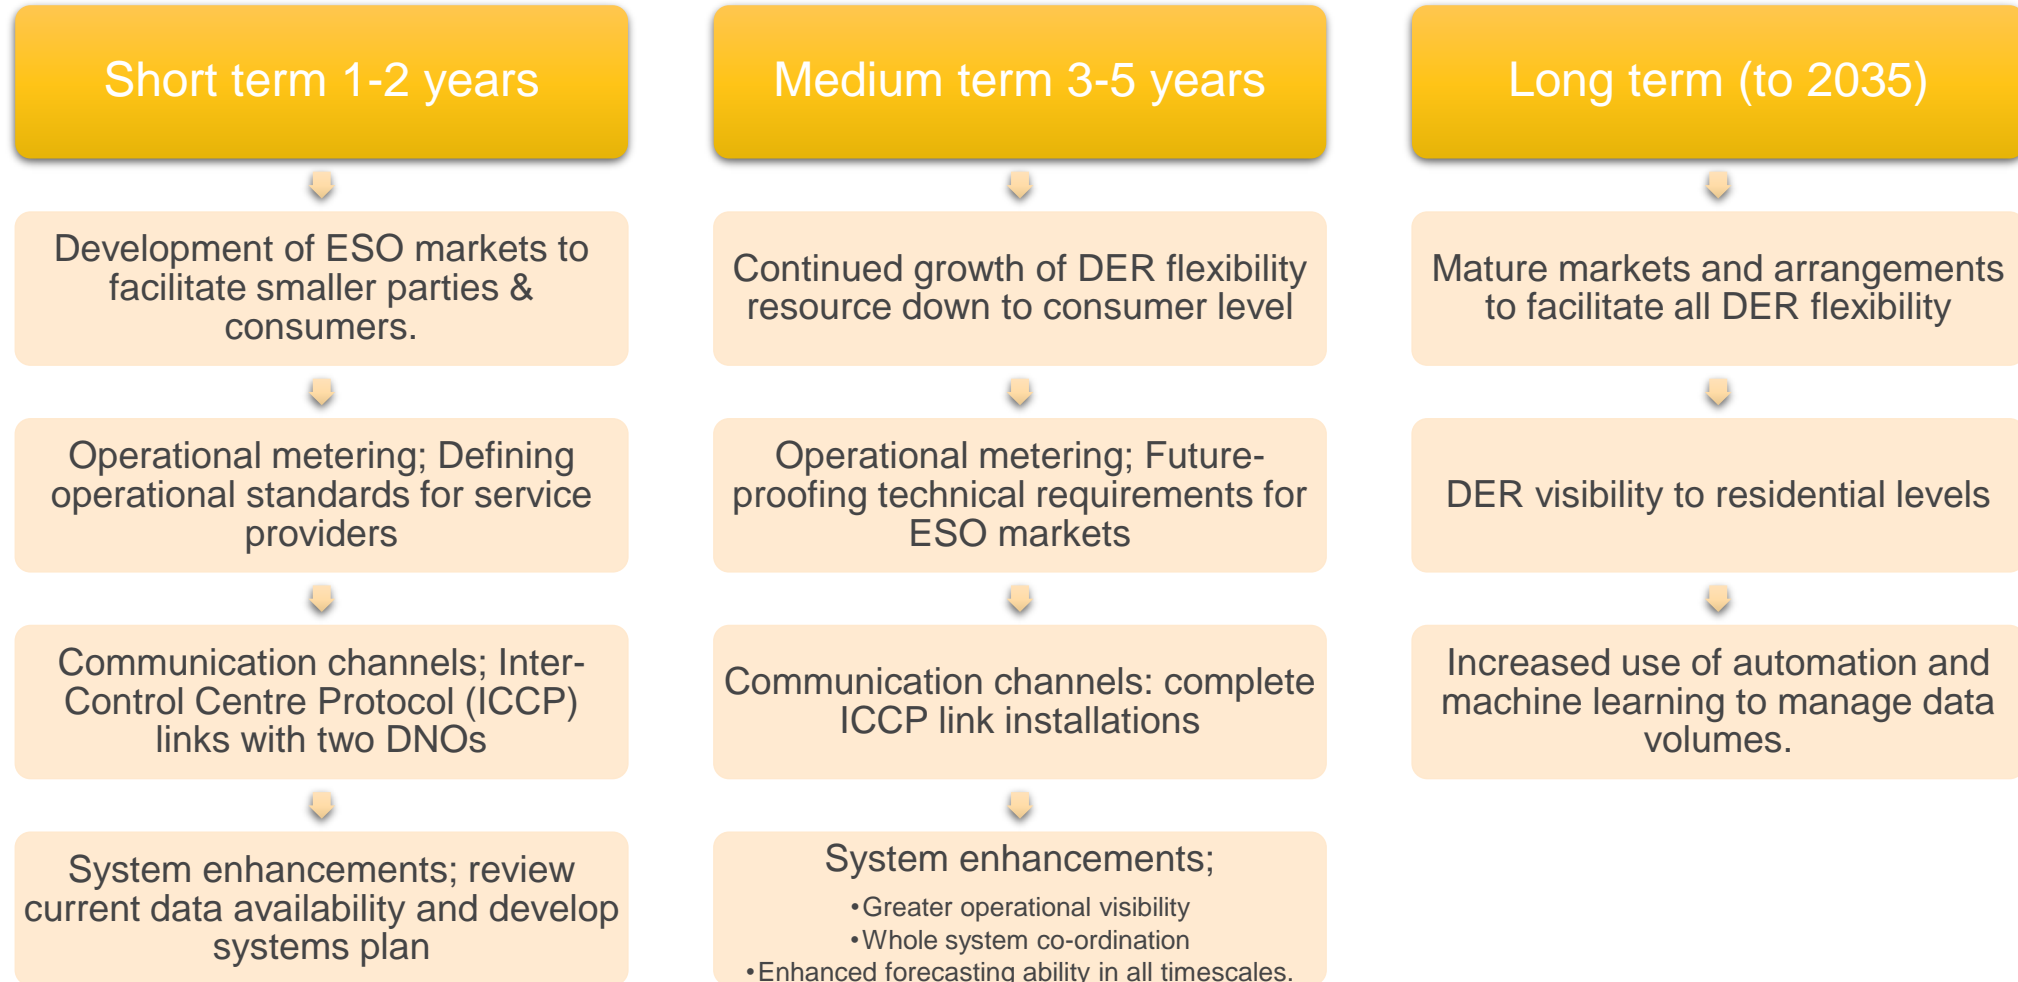 Short term 1-2 years
Development of ESO markets to
facilitate smaller parties &
consumers.
Operational metering; Defining
operational standards for service
providers
Communication channels; Inter-
Control Centre Protocol (ICCP)
links with two DNOs
System enhancements; review
current data availability and develop
systems plan
Medium term 3-5 years
Continued growth of DER flexibility
resource down to consumer level
Operational metering; Future-
proofing technical requirements for
ESO markets
Communication channels: complete
ICCP link installations
System enhancements;
•Greater operational visibility
•Whole system co-ordination
•Enhanced forecasting ability in all timescales.
Long term (to 2035)
Mature markets and arrangements
to facilitate all DER flexibility
DER visibility to residential levels
Increased use of automation and
machine learning to manage data
volumes.